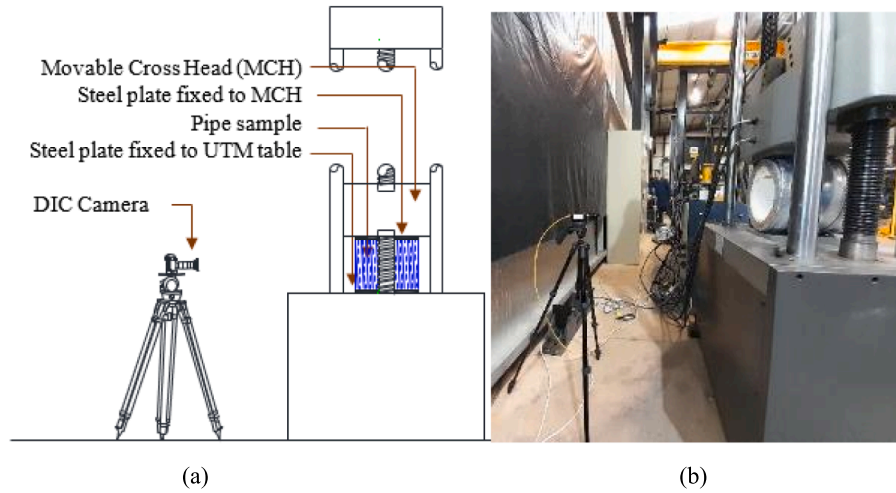 Movable Cross Head (MCH)
Steel plate fixed to MCH
Pipe sample
Steel plate fixed to UTM table
DIC Camera
(a)
(b)